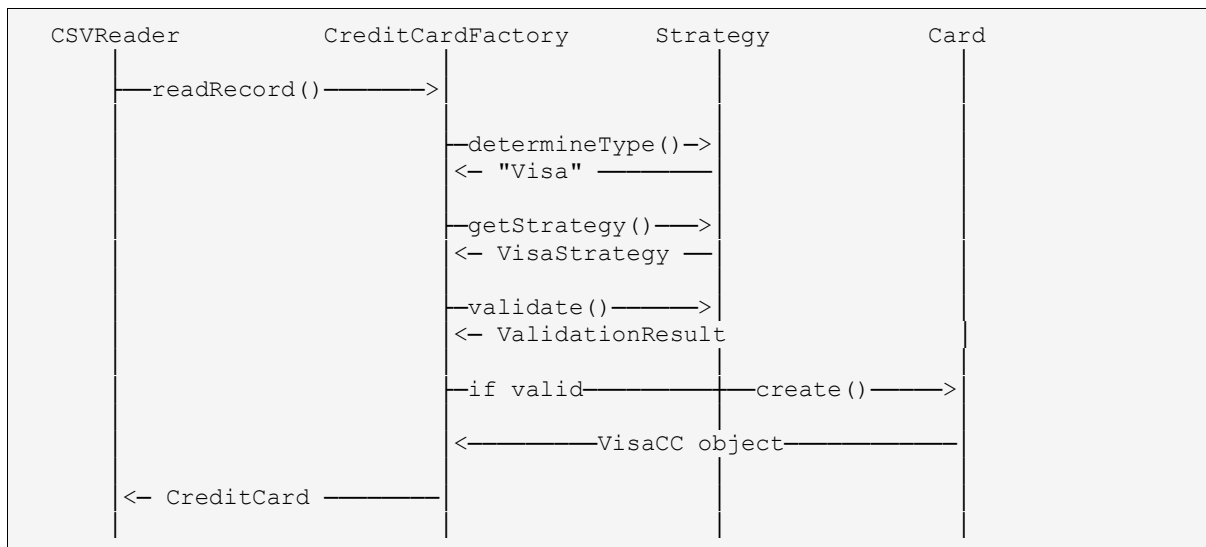 CSVReader CreditCardFactory Strategy Card
readRecord()
determineType()
"Visa"
getStrategy()
VisaStrategy
validate()
ValidationResult
if valid create()
VisaCC object
CreditCard